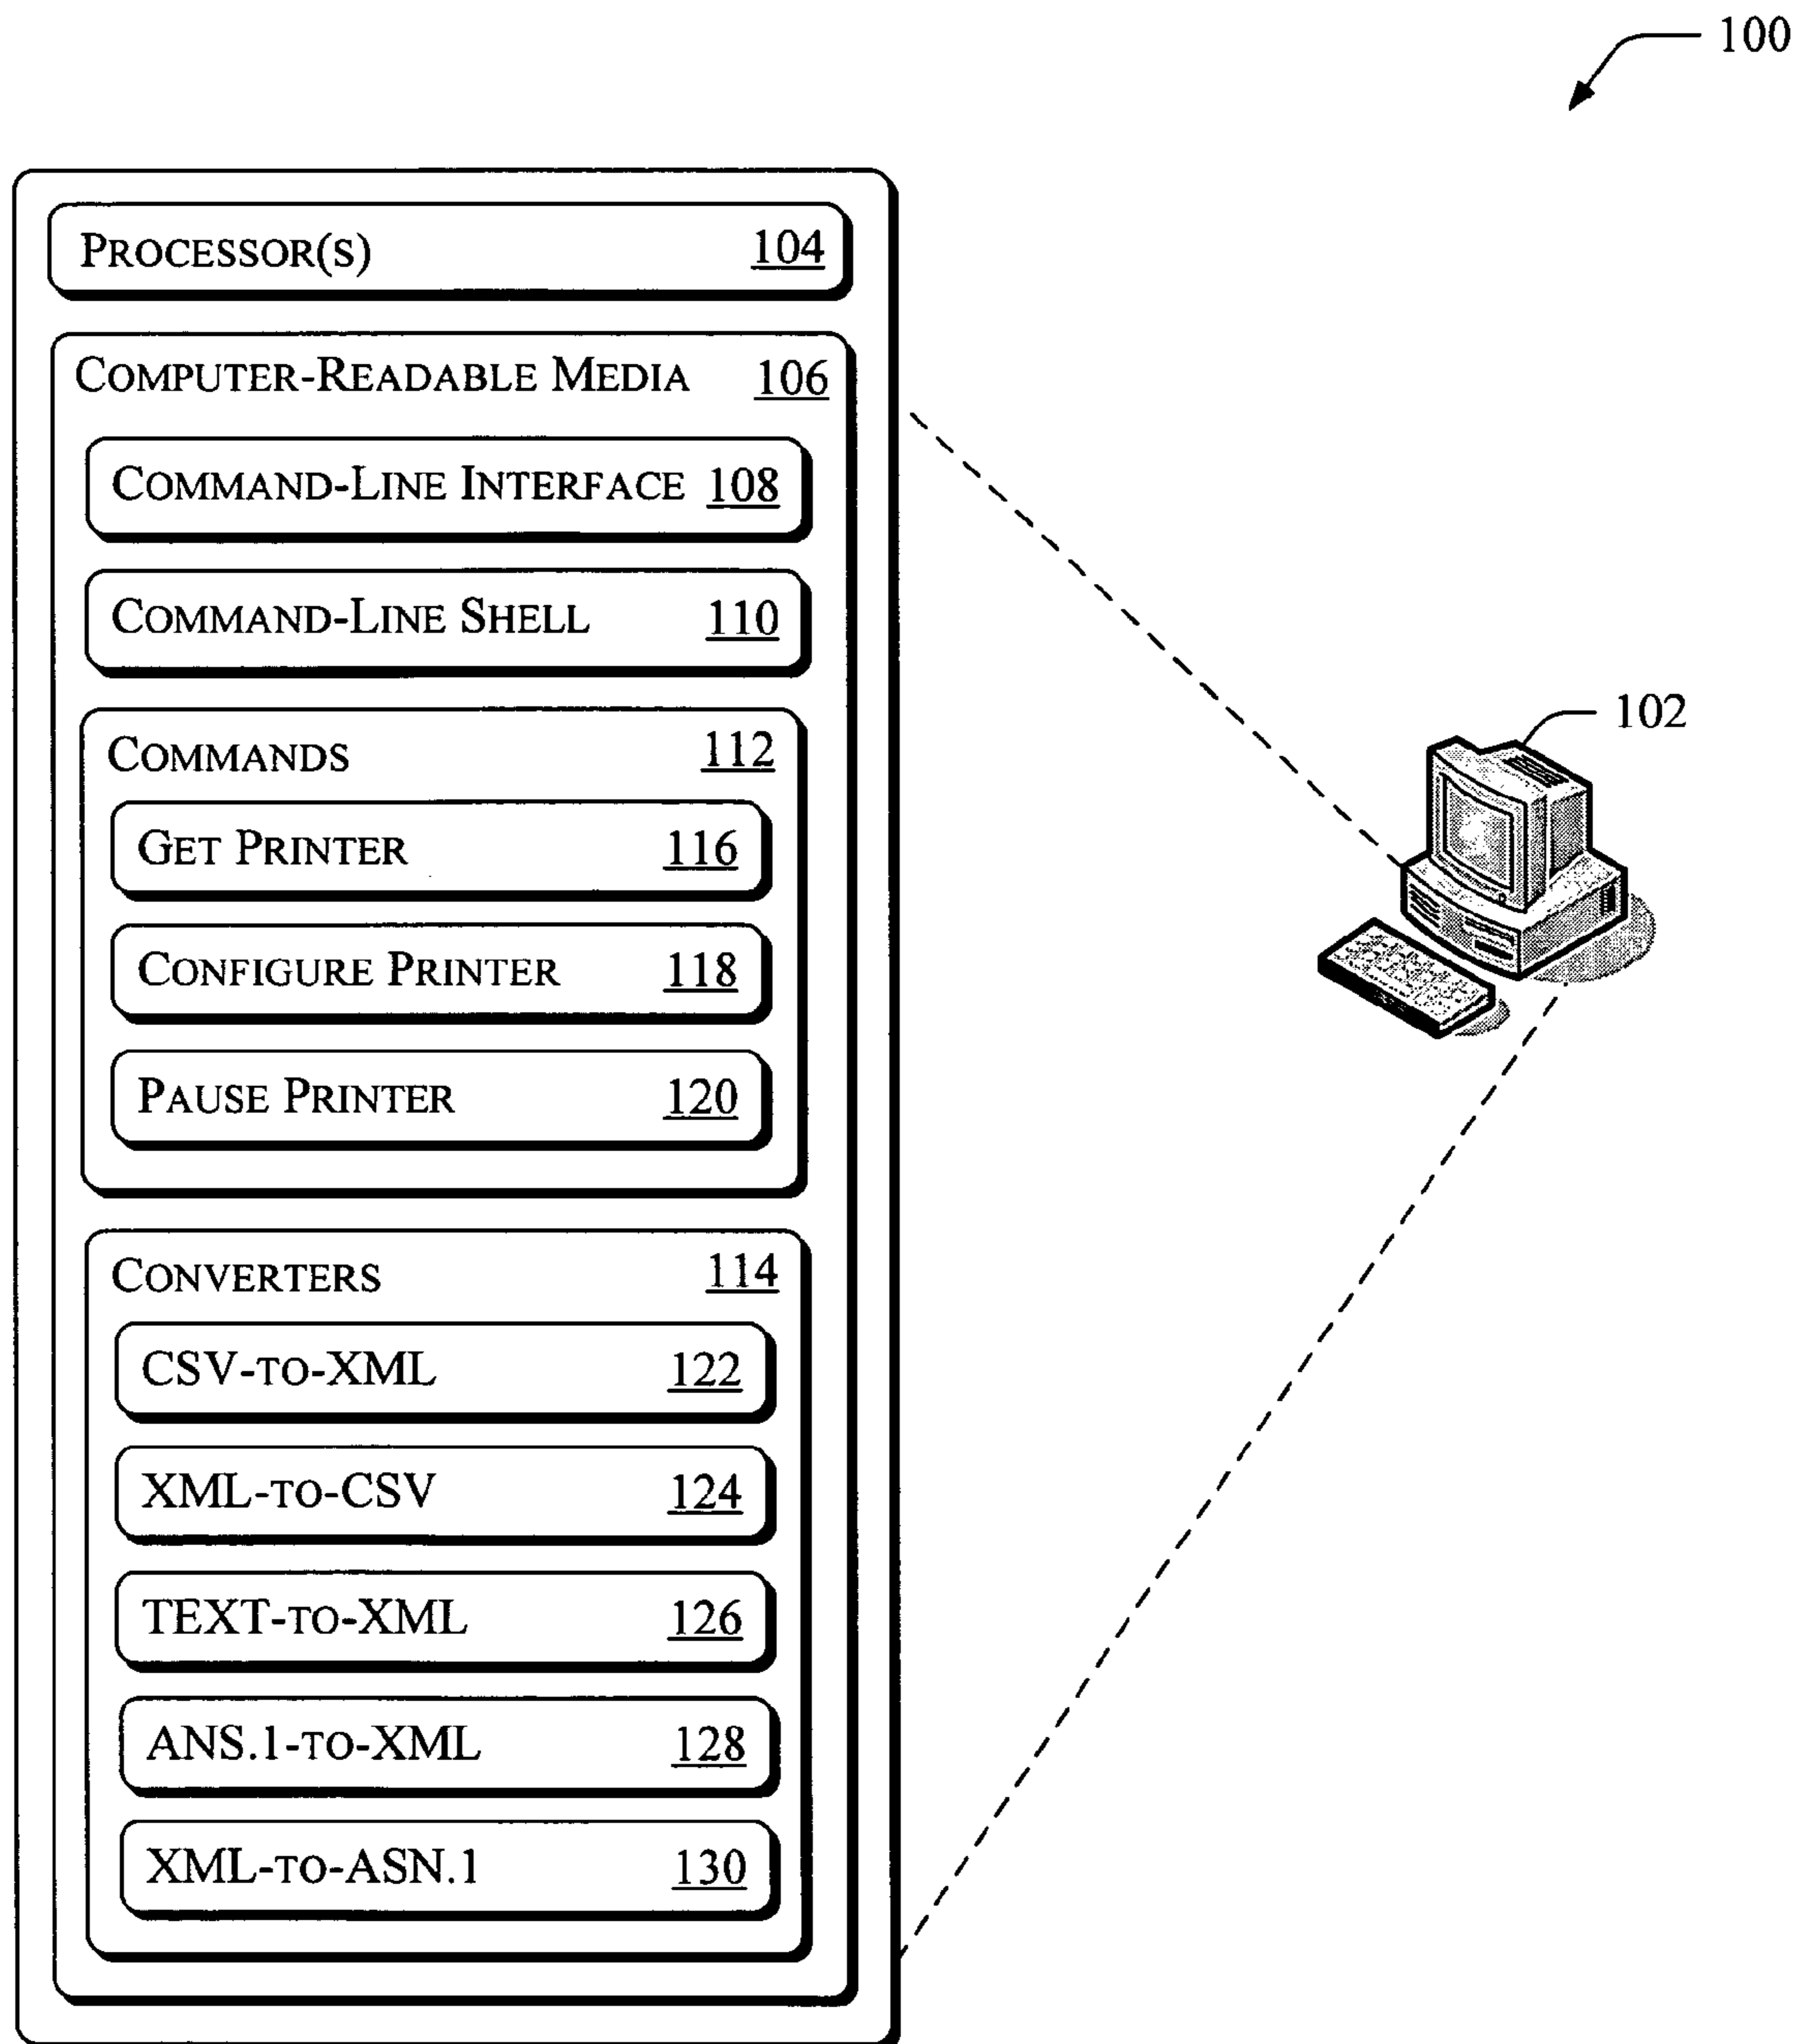 100
PROCESSOR(S) 104
COMPUTER-READABLE MEDIA 106
COMMAND-LINE INTERFACE 108
COMMAND-LINE SHELL 110
102
COMMANDS 112
GET PRINTER 116
CONFIGURE PRINTER 118
PAUSE PRINTER 120
CONVERTERS 114
CSV-TO-XML 122
XML-TO-CSV 124
TEXT-TO-XML 126
ANS.1-TO-XML 128
XML-TO-ASN.1 130